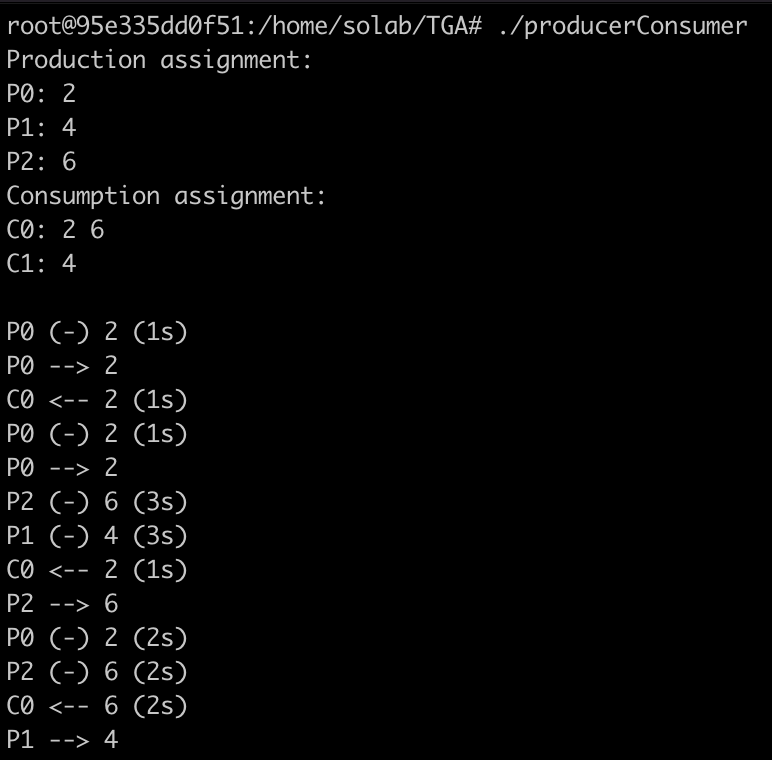 root@95e335dd0f51:/home/solab/TGA# ./producerConsumer
Production assignment:
P0: 2
P1: 4
P2: 6
Consumption assignment:
C0: 2 6
C1: 4
P0 (-) 2 (1s)
P0 --> 2
C0 <-- 2 (1s)
P0 (-) 2 (1s)
P0 --> 2
P2 (-) 6 (3s)
P1 (-) 4 (3s)
C0 <-- 2 (1s)
P2 --> 6
P0 (-) 2 (2s)
P2 (-) 6 (2s)
C0 <-- 6 (2s)
P1 --> 4